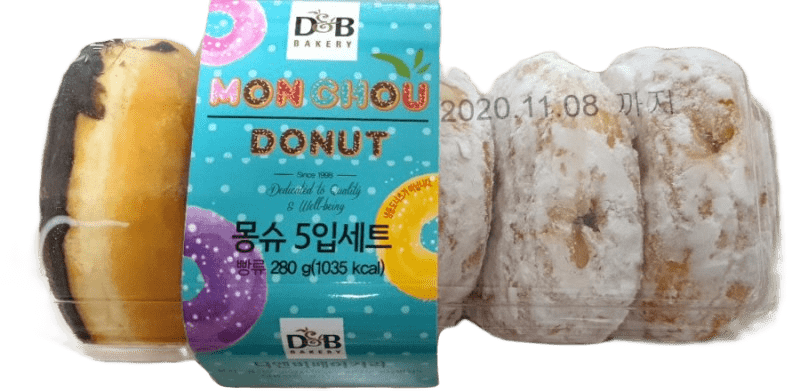 D&B
BAKERY
MON CHOU
DONUT
Since 1998
Dedicated to Quality
& Well-being
몽슈 5입세트
빵류 280 g(1035 kcal)
D&B
BAKERY
2020.11.08 까지